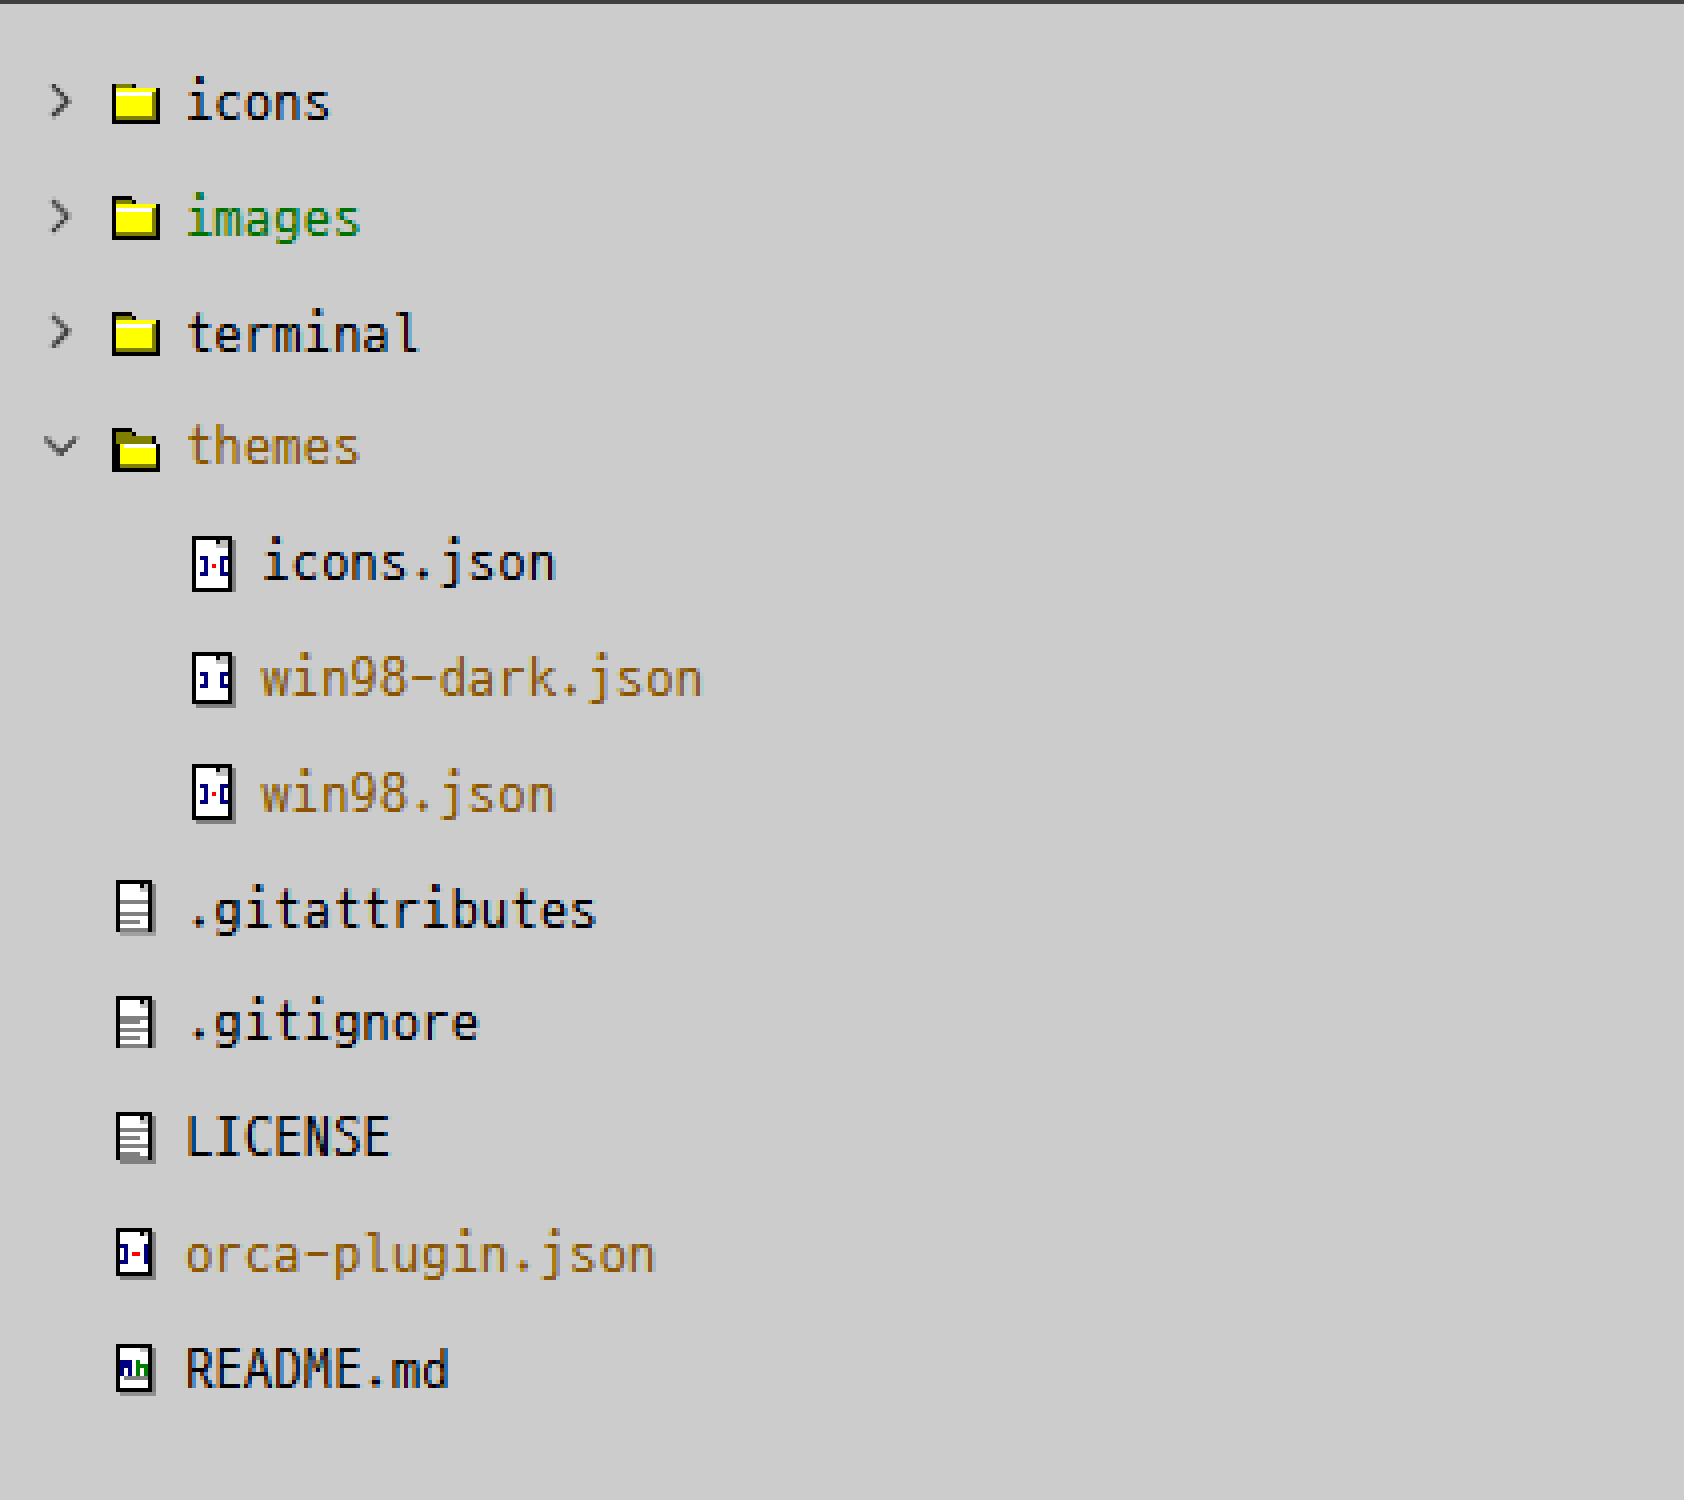 icons
images
terminal
themes
icons.json
win98-dark.json
win98.json
.gitattributes
.gitignore
LICENSE
orca-plugin.json
README.md